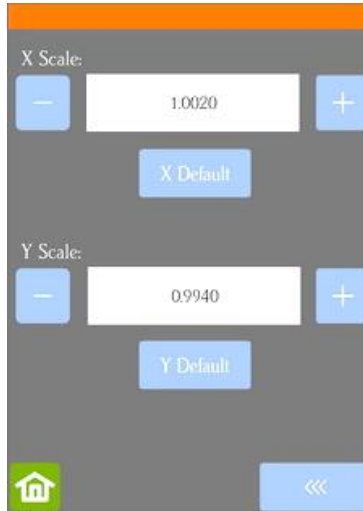 X Scale:
− 1.0020 +
X Default
Y Scale:
− 0.9940 +
Y Default
<<<